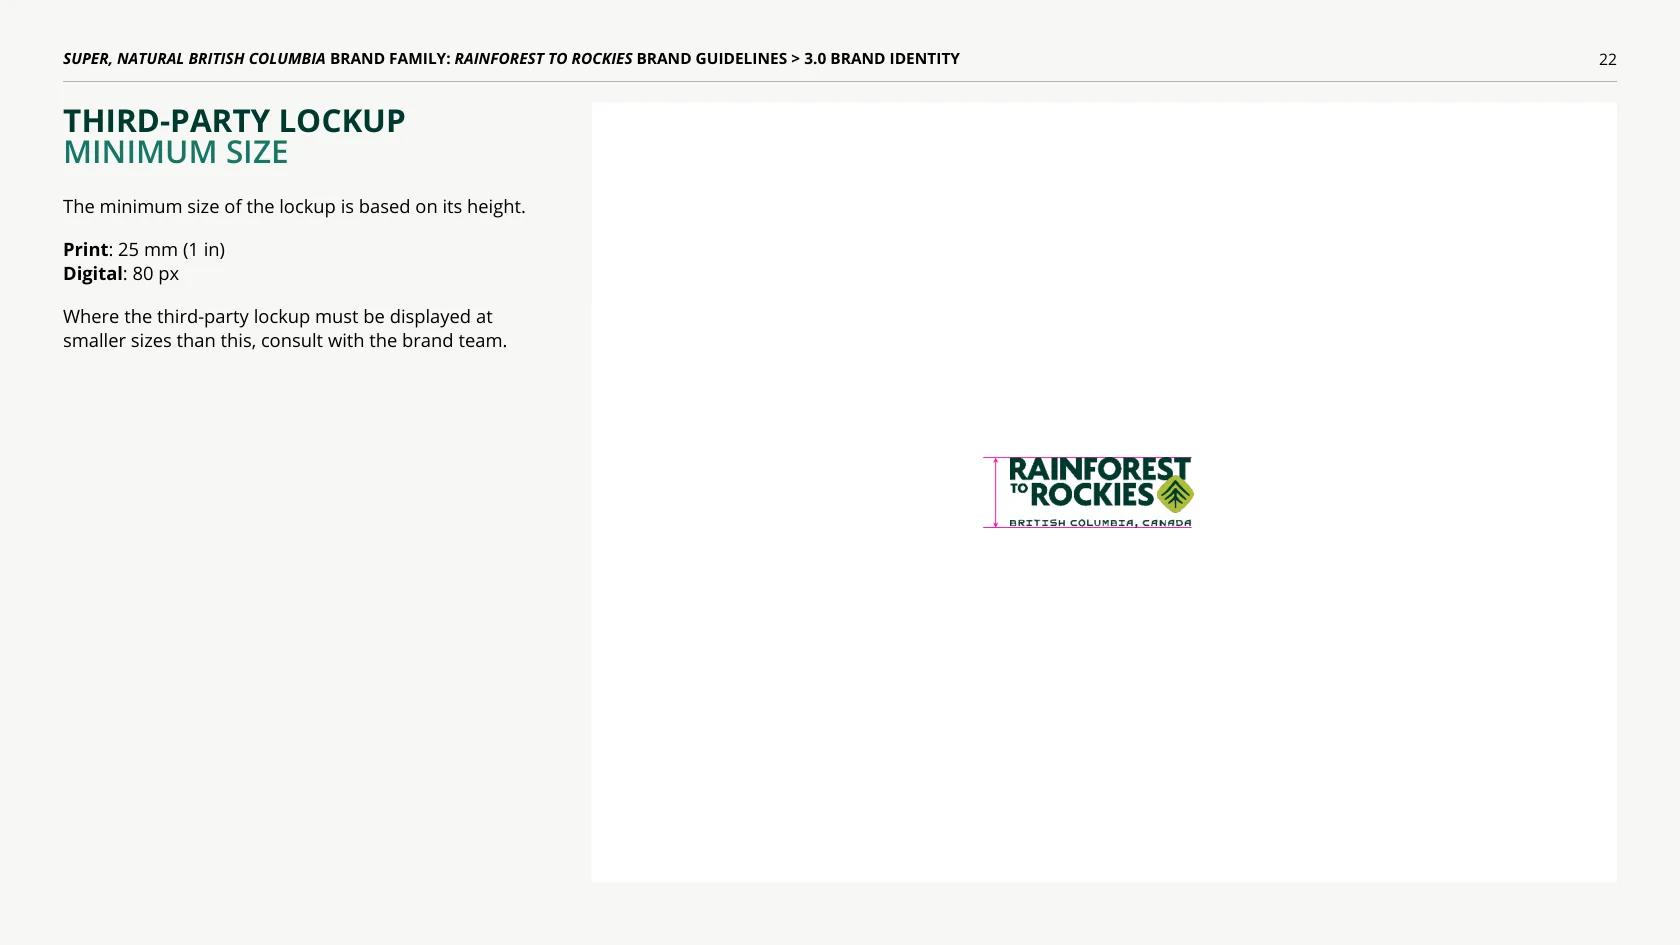 SUPER, NATURAL BRITISH COLUMBIA BRAND FAMILY: RAINFOREST TO ROCKIES BRAND GUIDELINES > 3.0 BRAND IDENTITY
22
THIRD-PARTY LOCKUP
MINIMUM SIZE
The minimum size of the lockup is based on its height.
Print: 25 mm (1 in)
Digital: 80 px
Where the third-party lockup must be displayed at
smaller sizes than this, consult with the brand team.
RAINFOREST
TO ROCKIES
BRITISH COLUMBIA, CANADA